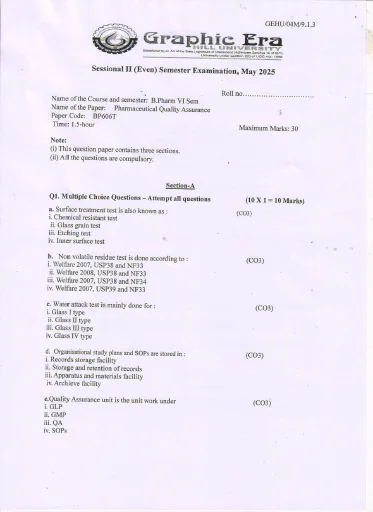 GEHU/04M/9.1.3
Graphic Era
HILL UNIVERSITY
Sessional II (Even) Semester Examination, May 2025
Roll no..........................
Name of the Course and semester: B.Pharm VI Sem
Name of the Paper: Pharmaceutical Quality Assurance
Paper Code: BP606T
Time: 1.5-hour
Maximum Marks: 30
Note:
(i) This question paper contains three sections.
(ii) All the questions are compulsory.
Section-A
Q1. Multiple Choice Questions – Attempt all questions (10 X 1 = 10 Marks)
a. Surface treatment test is also known as : (CO3)
i. Chemical resistant test
ii. Glass grain test
iii. Etching test
iv. Inner surface test
b. Non volatile residue test is done according to : (CO3)
i. Welfare 2007, USP38 and NF33
ii. Welfare 2008, USP38 and NF33
iii. Welfare 2007, USP38 and NF34
iv. Welfare 2007, USP39 and NF33
c. Water attack test is mainly done for : (CO3)
i. Glass I type
ii. Glass II type
iii. Glass III type
iv. Glass IV type
d. Organisational study plans and SOPs are stored in : (CO3)
i. Records storage facility
ii. Storage and retention of records
iii. Apparatus and materials facility
iv. Archieve facility
e.Quality Assurance unit is the unit work under (CO3)
i. GLP
ii. GMP
iii. QA
iv. SOPs